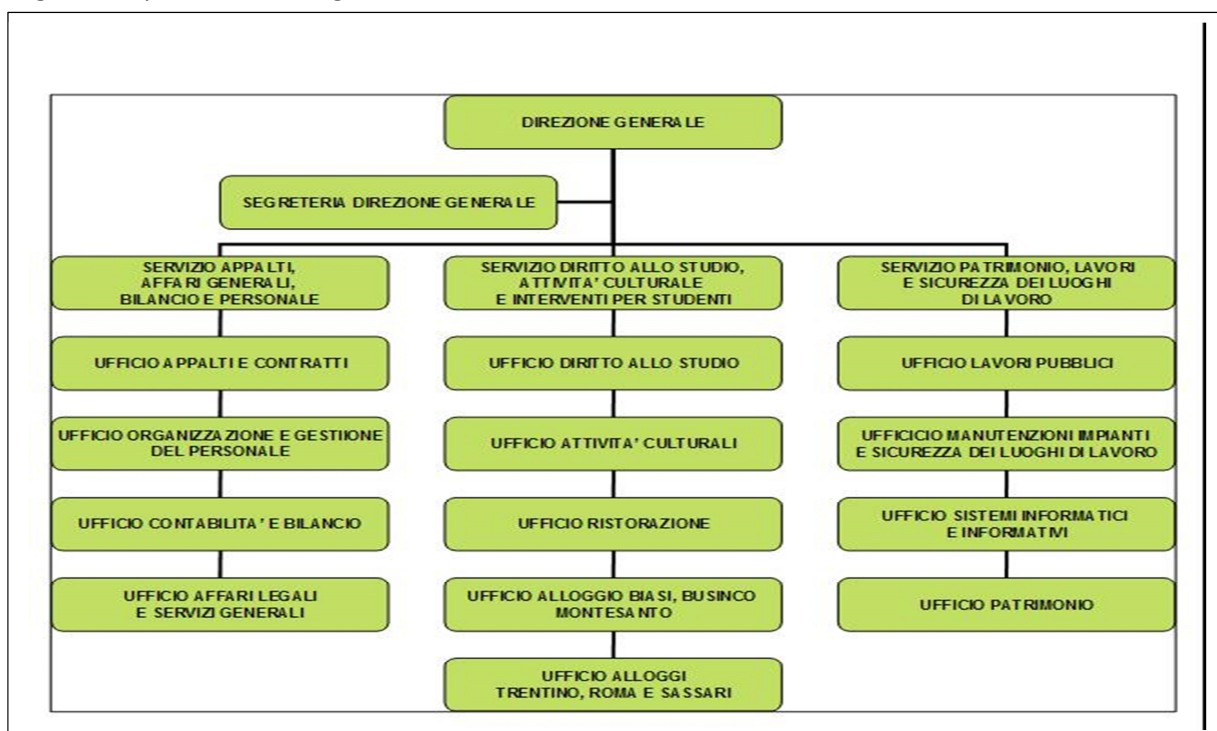 DIREZIONE GENERALE
SEGRETERIA DIREZIONE GENERALE
SERVIZIO APPALTI,
AFFARI GENERALI,
BILANCIO E PERSONALE
SERVIZIO DIRITTO ALLO STUDIO,
ATTIVITA' CULTURALE
E INTERVENTI PER STUDENTI
SERVIZIO PATRIMONIO, LAVORI
E SICUREZZA DEI LUOGHI
DI LAVORO
UFFICIO APPALTI E CONTRATTI
UFFICIO DIRITTO ALLO STUDIO
UFFICIO LAVORI PUBBLICI
UFFICIO ORGANIZZAZIONE E GESTIIONE
DEL PERSONALE
UFFICIO ATTIVITA' CULTURALI
UFFICICIO MANUTENZIONI IMPIANTI
E SICUREZZA DEI LUOGHI DI LAVORO
UFFICIO CONTABILITA' E BILANCIO
UFFICIO RISTORAZIONE
UFFICIO SISTEMI INFORMATICI
E INFORMATIVI
UFFICIO AFFARI LEGALI
E SERVIZI GENERALI
UFFICIO ALLOGGIO BIASI, BUSINCO
MONTESANTO
UFFICIO PATRIMONIO
UFFICIO ALLOGGI
TRENTINO, ROMA E SASSARI